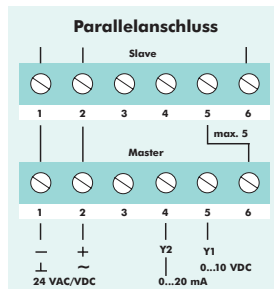 Parallelanschluss
Slave
1 2 3 4 5 6
max. 5
Master
1 2 3 4 5 6
– + Y2 Y1
⊥ ~ 0...10 VDC
24 VAC/VDC 0...20 mA